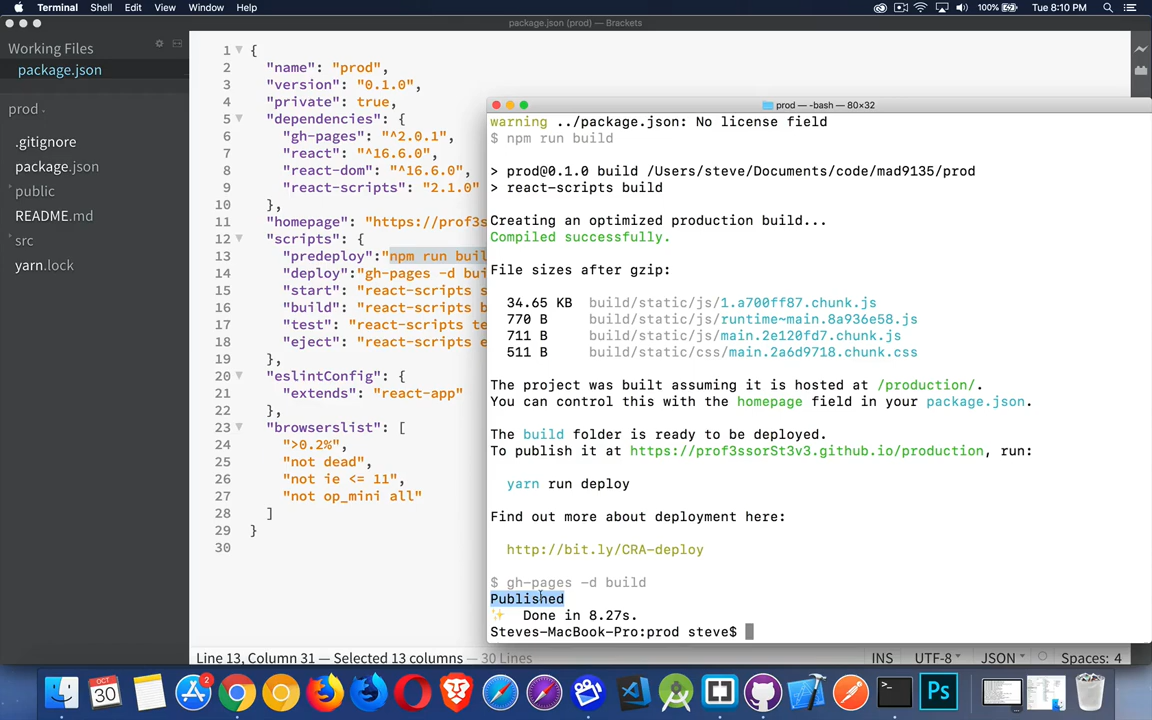 Terminal Shell Edit View Window Help
100% Tue 8:10 PM
package.json (prod) — Brackets
Working Files
package.json
prod
.gitignore
package.json
public
README.md
src
yarn.lock
1 {
2 "name": "prod",
3 "version": "0.1.0",
4 "private": true,
5 "dependencies": {
6 "gh-pages": "^2.0.1",
7 "react": "^16.6.0",
8 "react-dom": "^16.6.0",
9 "react-scripts": "2.1.0"
10 },
11 "homepage": "https://prof3s
12 "scripts": {
13 "predeploy":"npm run buil
14 "deploy":"gh-pages -d bui
15 "start": "react-scripts s
16 "build": "react-scripts b
17 "test": "react-scripts te
18 "eject": "react-scripts e
19 },
20 "eslintConfig": {
21 "extends": "react-app"
22 },
23 "browserslist": [
24 ">0.2%",
25 "not dead",
26 "not ie <= 11",
27 "not op_mini all"
28 ]
29 }
30
prod — -bash — 80×32
warning ../package.json: No license field
$ npm run build
> prod@0.1.0 build /Users/steve/Documents/code/mad9135/prod
> react-scripts build
Creating an optimized production build...
Compiled successfully.
File sizes after gzip:
34.65 KB build/static/js/1.a700ff87.chunk.js
770 B build/static/js/runtime~main.8a936e58.js
711 B build/static/js/main.2e120fd7.chunk.js
511 B build/static/css/main.2a6d9718.chunk.css
The project was built assuming it is hosted at /production/.
You can control this with the homepage field in your package.json.
The build folder is ready to be deployed.
To publish it at https://prof3ssorSt3v3.github.io/production, run:
yarn run deploy
Find out more about deployment here:
http://bit.ly/CRA-deploy
$ gh-pages -d build
Published
✨ Done in 8.27s.
Steves-MacBook-Pro:prod steve$
Line 13, Column 31 — Selected 13 columns — 30 Lines
INS UTF-8 JSON Spaces: 4
OCT
30
2
>_
Ps